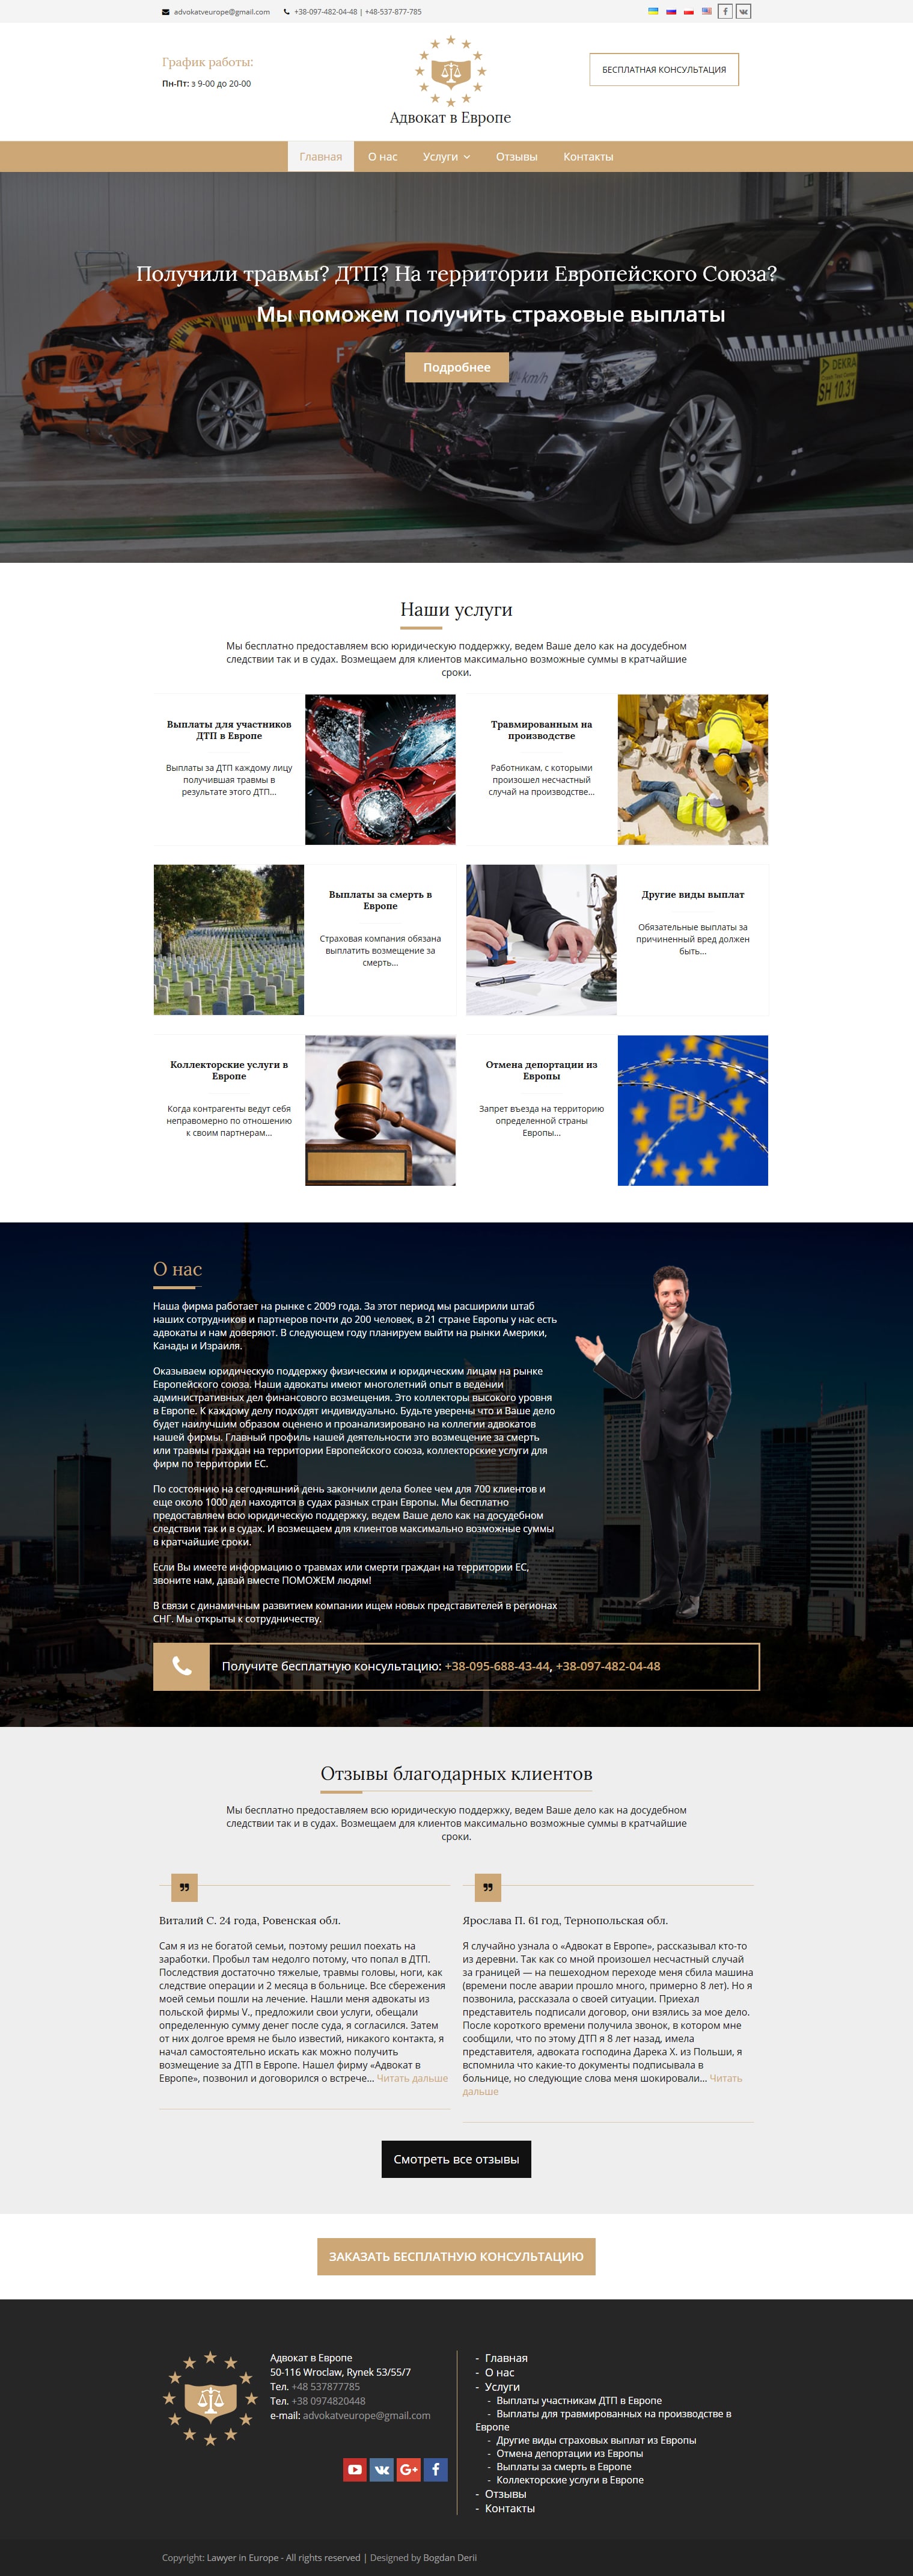 advokatveurope@gmail.com +38-097-482-04-48 | +48-537-877-785
График работы:
Пн-Пт: з 9-00 до 20-00
Адвокат в Европе
БЕСПЛАТНАЯ КОНСУЛЬТАЦИЯ
Главная О нас Услуги Отзывы Контакты
Получили травмы? ДТП? На территории Европейского Союза?
Мы поможем получить страховые выплаты
Подробнее
DEKRA
SH 10.31
km/h
Наши услуги
Мы бесплатно предоставляем всю юридическую поддержку, ведем Ваше дело как на досудебном
следствии так и в судах. Возмещаем для клиентов максимально возможные суммы в кратчайшие
сроки.
Выплаты для участников
ДТП в Европе
Выплаты за ДТП каждому лицу
получившая травмы в
результате этого ДТП...
Травмированным на
производстве
Работникам, с которыми
произошел несчастный
случай на производстве...
Выплаты за смерть в
Европе
Страховая компания обязана
выплатить возмещение за
смерть...
Другие виды выплат
Обязательные выплаты за
причиненный вред должен
быть...
Коллекторские услуги в
Европе
Когда контрагенты ведут себя
неправомерно по отношению
к своим партнерам...
Отмена депортации из
Европы
Запрет въезда на территорию
определенной страны
Европы...
EU
О нас
Наша фирма работает на рынке с 2009 года. За этот период мы расширили штаб
наших сотрудников и партнеров почти до 200 человек, в 21 стране Европы у нас есть
адвокаты и нам доверяют. В следующем году планируем выйти на рынки Америки,
Канады и Израиля.
Оказываем юридическую поддержку физическим и юридическим лицам на рынке
Европейского союза. Наши адвокаты имеют многолетний опыт в ведении
административных дел финансового возмещения. Это коллекторы высокого уровня
в Европе. К каждому делу подходят индивидуально. Будьте уверены что и Ваше дело
будет наилучшим образом оценено и проанализировано на коллегии адвокатов
нашей фирмы. Главный профиль нашей деятельности это возмещение за смерть
или травмы граждан на территории Европейского союза, коллекторские услуги для
фирм по территории ЕС.
По состоянию на сегодняшний день закончили дела более чем для 700 клиентов и
еще около 1000 дел находятся в судах разных стран Европы. Мы бесплатно
предоставляем всю юридическую поддержку, ведем Ваше дело как на досудебном
следствии так и в судах. И возмещаем для клиентов максимально возможные суммы
в кратчайшие сроки.
Если Вы имеете информацию о травмах или смерти граждан на территории ЕС,
звоните нам, давай вместе ПОМОЖЕМ людям!
В связи с динамичным развитием компании ищем новых представителей в регионах
СНГ. Мы открыты к сотрудничеству.
Получите бесплатную консультацию: +38-095-688-43-44, +38-097-482-04-48
Отзывы благодарных клиентов
Мы бесплатно предоставляем всю юридическую поддержку, ведем Ваше дело как на досудебном
следствии так и в судах. Возмещаем для клиентов максимально возможные суммы в кратчайшие
сроки.
Виталий С. 24 года, Ровенская обл.
Сам я из не богатой семьи, поэтому решил поехать на
заработки. Пробыл там недолго потому, что попал в ДТП.
Последствия достаточно тяжелые, травмы головы, ноги, как
следствие операции и 2 месяца в больнице. Все сбережения
моей семьи пошли на лечение. Нашли меня адвокаты из
польской фирмы V., предложили свои услуги, обещали
определенную сумму денег после суда, я согласился. Затем
от них долгое время не было известий, никакого контакта, я
начал самостоятельно искать как можно получить
возмещение за ДТП в Европе. Нашел фирму «Адвокат в
Европе», позвонил и договорился о встрече... Читать дальше
Ярослава П. 61 год, Тернопольская обл.
Я случайно узнала о «Адвокат в Европе», рассказывал кто-то
из деревни. Так как со мной произошел несчастный случай
за границей — на пешеходном переходе меня сбила машина
(времени после аварии прошло много, примерно 8 лет). Но я
позвонила, рассказала о своей ситуации. Приехал
представитель подписали договор, они взялись за мое дело.
После короткого времени получила звонок, в котором мне
сообщили, что по этому ДТП я 8 лет назад, имела
представителя, адвоката господина Дарека Х. из Польши, я
вспомнила что какие-то документы подписывала в
больнице, но следующие слова меня шокировали... Читать
дальше
Смотреть все отзывы
ЗАКАЗАТЬ БЕСПЛАТНУЮ КОНСУЛЬТАЦИЮ
Адвокат в Европе
50-116 Wroclaw, Rynek 53/55/7
Тел. +48 537877785
Тел. +38 0974820448
e-mail: advokatveurope@gmail.com
- Главная
- О нас
- Услуги
- Выплаты участникам ДТП в Европе
- Выплаты для травмированных на производстве в
Европе
- Другие виды страховых выплат из Европы
- Отмена депортации из Европы
- Выплаты за смерть в Европе
- Коллекторские услуги в Европе
- Отзывы
- Контакты
Copyright: Lawyer in Europe - All rights reserved | Designed by Bogdan Derii